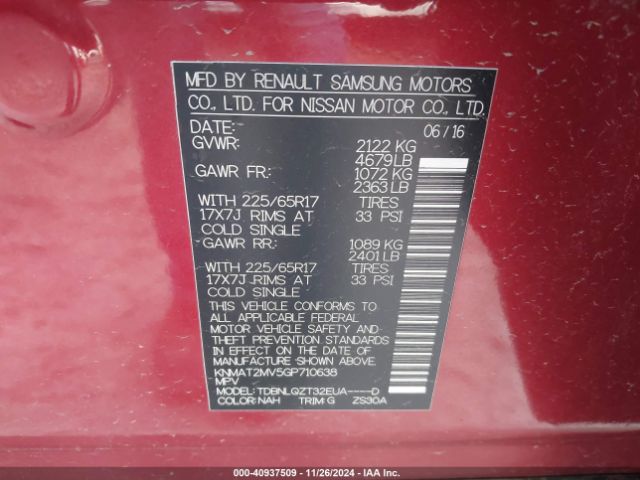 MFD BY RENAULT SAMSUNG MOTORS
CO., LTD. FOR NISSAN MOTOR CO., LTD.
DATE: 06/16
GVWR: 2122 KG
4679 LB
GAWR FR: 1072 KG
2363 LB
WITH 225/65R17 TIRES
17X7J RIMS AT 33 PSI
COLD SINGLE
GAWR RR: 1089 KG
2401 LB
WITH 225/65R17 TIRES
17X7J RIMS AT 33 PSI
COLD SINGLE
THIS VEHICLE CONFORMS TO
ALL APPLICABLE FEDERAL
MOTOR VEHICLE SAFETY AND
THEFT PREVENTION STANDARDS
IN EFFECT ON THE DATE OF
MANUFACTURE SHOWN ABOVE.
KNMAT2MV5GP710638
MPV
MODEL: TDBNLQZT32EUA----D
COLOR: NAH TRIM: G ZS30A
000-40937509 - 11/26/2024 - IAA Inc.